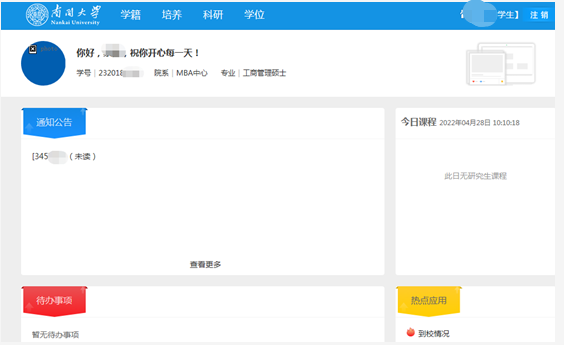 南开大学 学籍 培养 科研 学位 学生】 注 销
Nankai University
你好， 祝你开心每一天！
学号 | 232018 院系 | MBA中心 专业 | 工商管理硕士
通知公告
[345 （未读）
查看更多
今日课程 2022年04月28日 10:10:18
此日无研究生课程
待办事项
暂无待办事项
热点应用
到校情况